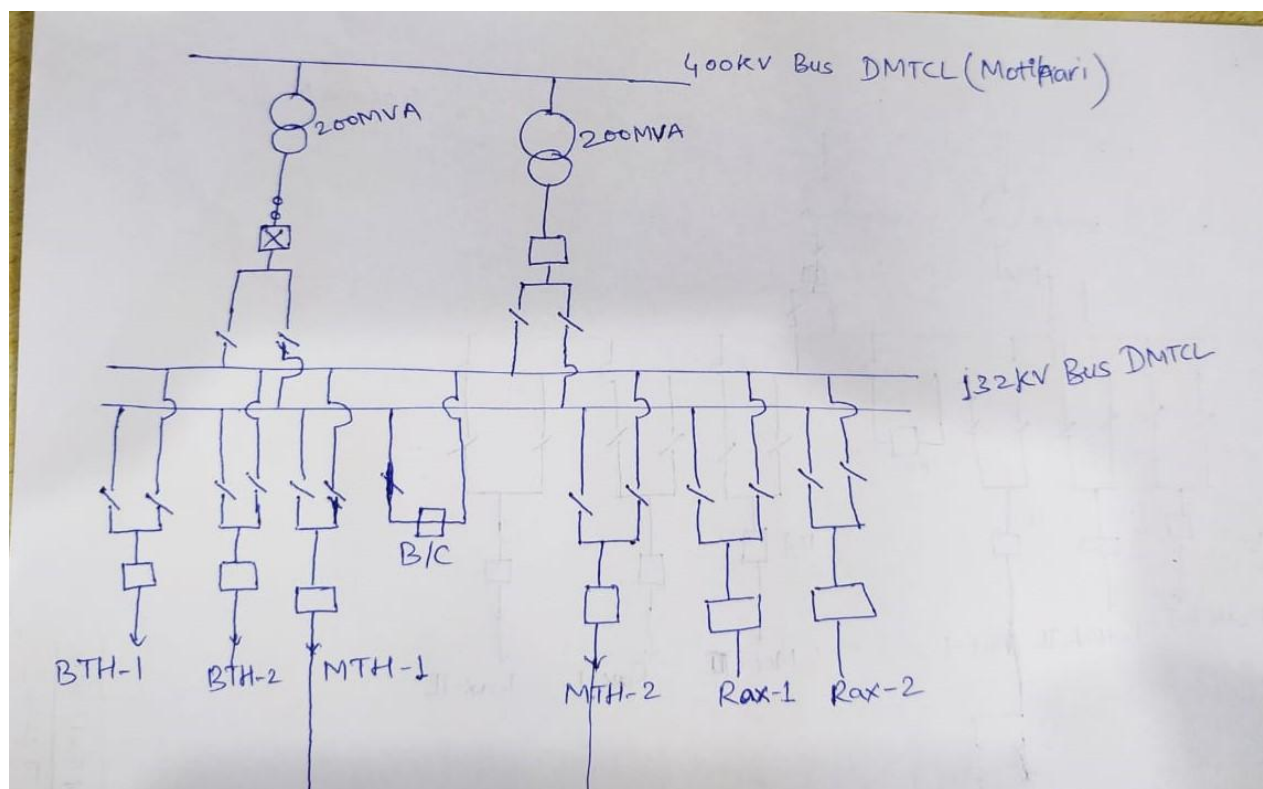 400KV Bus DMTCL (Motihari)
200MVA
200MVA
132KV Bus DMTCL
B/C
BTH-1
BTH-2
MTH-1
MTH-2
Rax-1
Rax-2